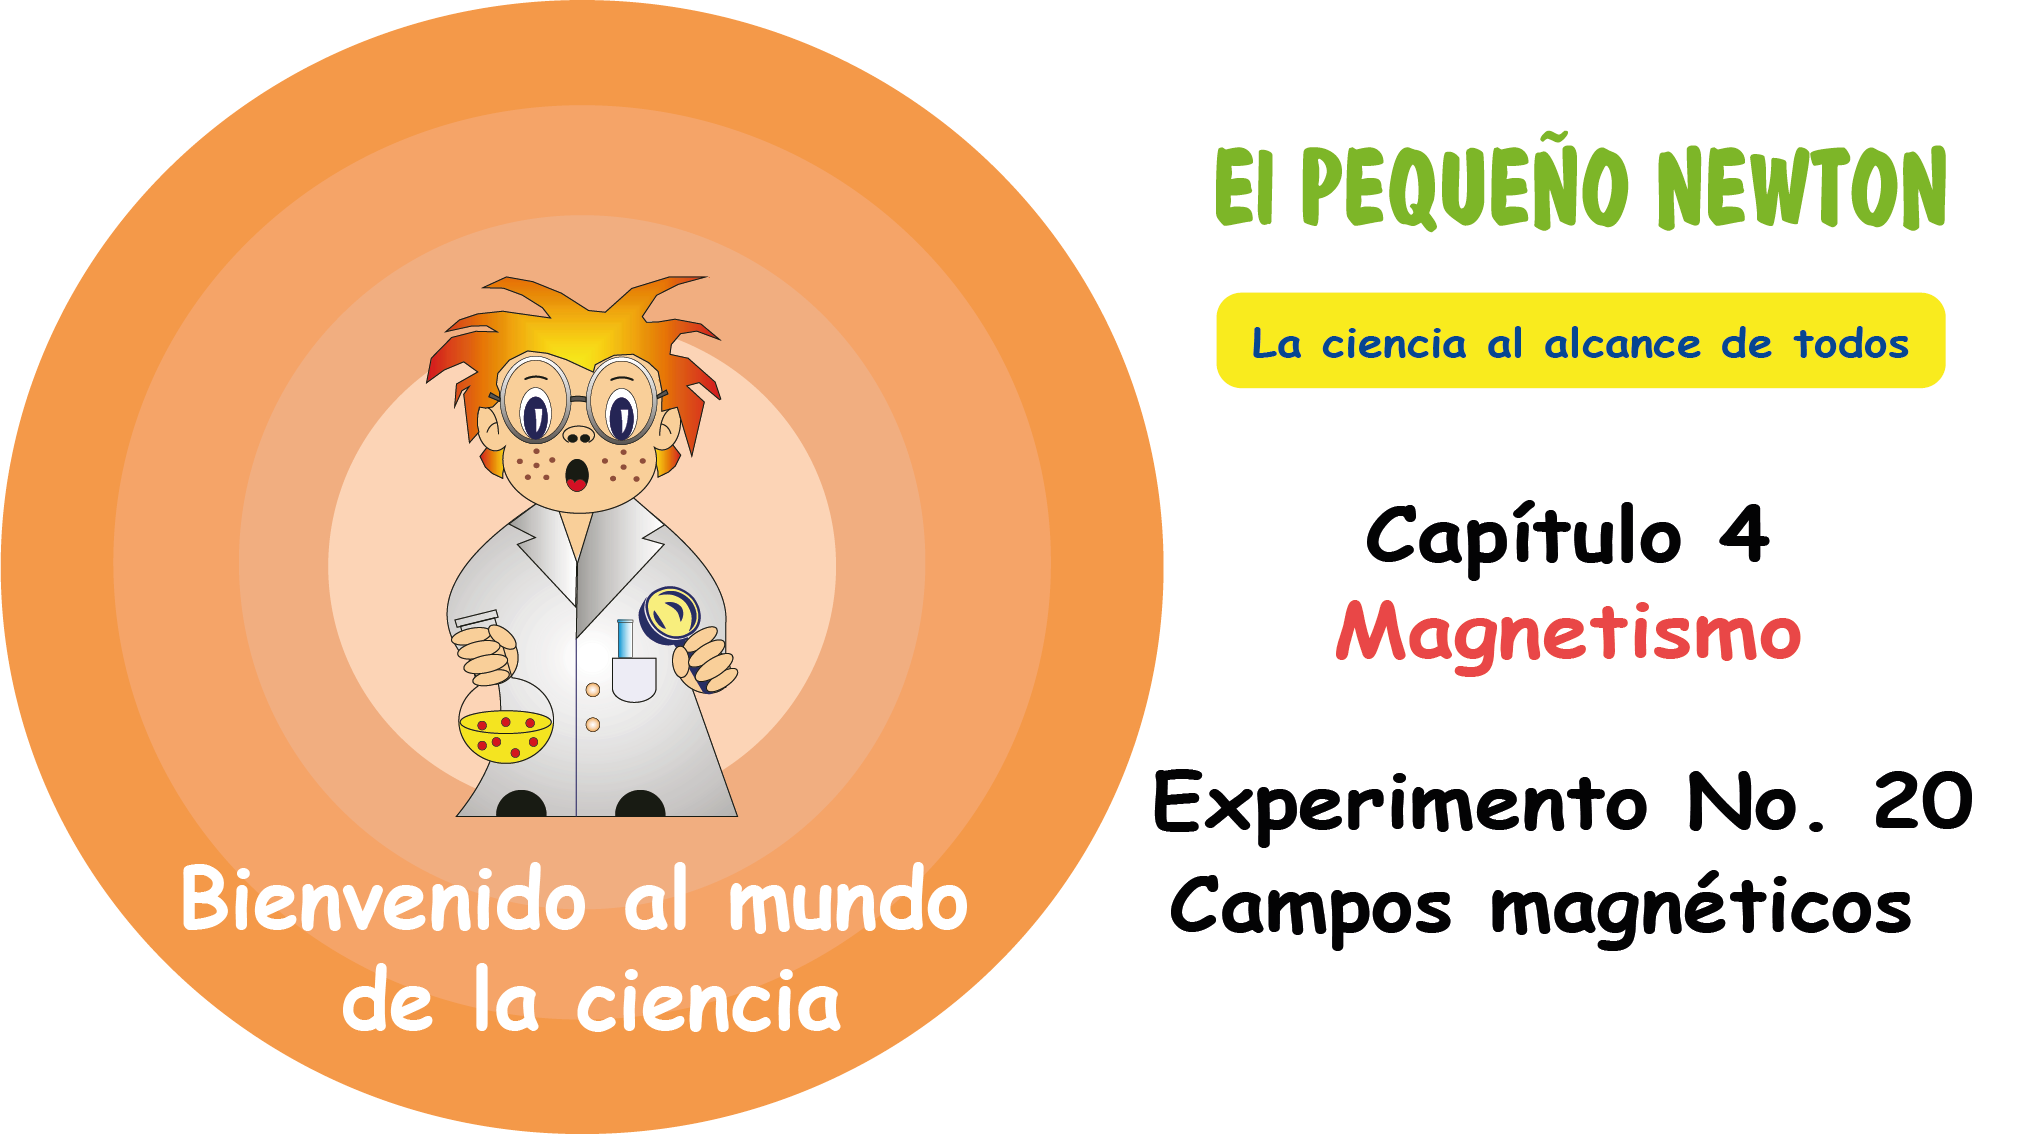 El PEQUEÑO NEWTON
La ciencia al alcance de todos
Capítulo 4
Magnetismo
Experimento No. 20
Campos magnéticos
Bienvenido al mundo
de la ciencia